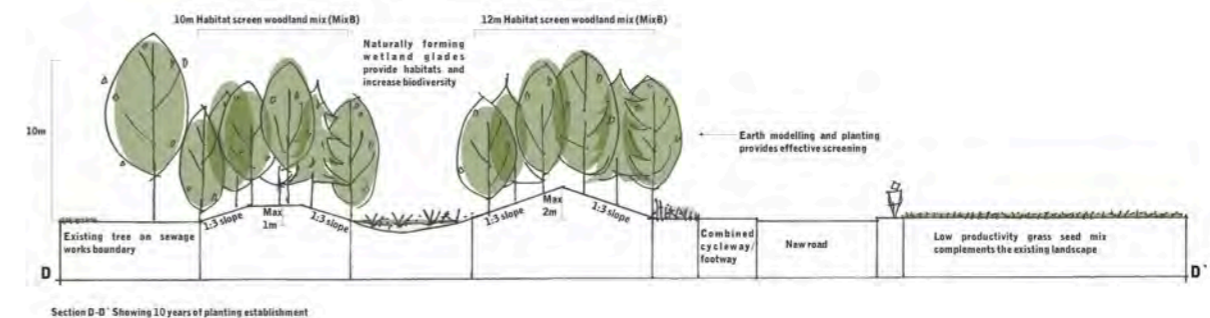 10m Habitat screen woodland mix (MixB)
12m Habitat screen woodland mix (MixB)
Naturally forming
wetland glades
provide habitats and
increase biodiversity
10m
Earth modelling and planting
provides effective screening
1:3 slope
Max
1m
1:3 slope
1:3 slope
Max
2m
1:3 slope
Existing tree on sewage
works boundary
Combined
cycleway/
footway
New road
Low productivity grass seed mix
complements the existing landscape
D
D'
Section D-D' Showing 10 years of planting establishment